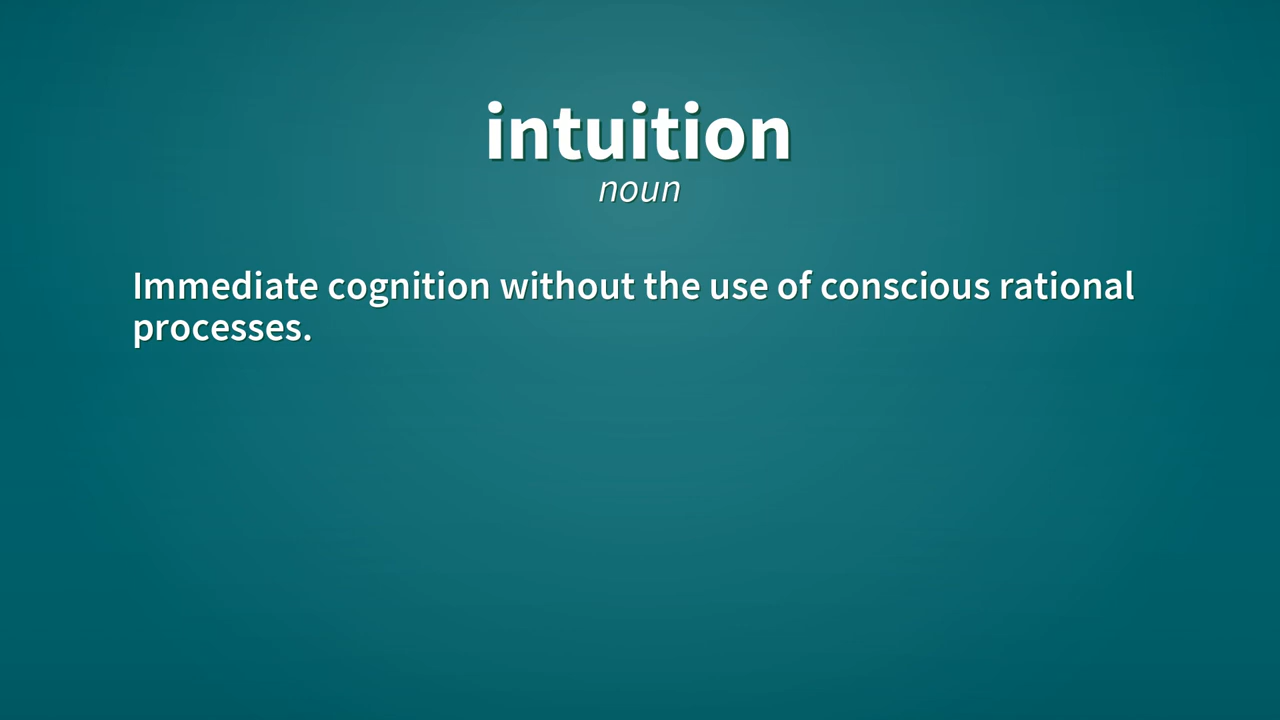 intuition
noun
Immediate cognition without the use of conscious rational
processes.